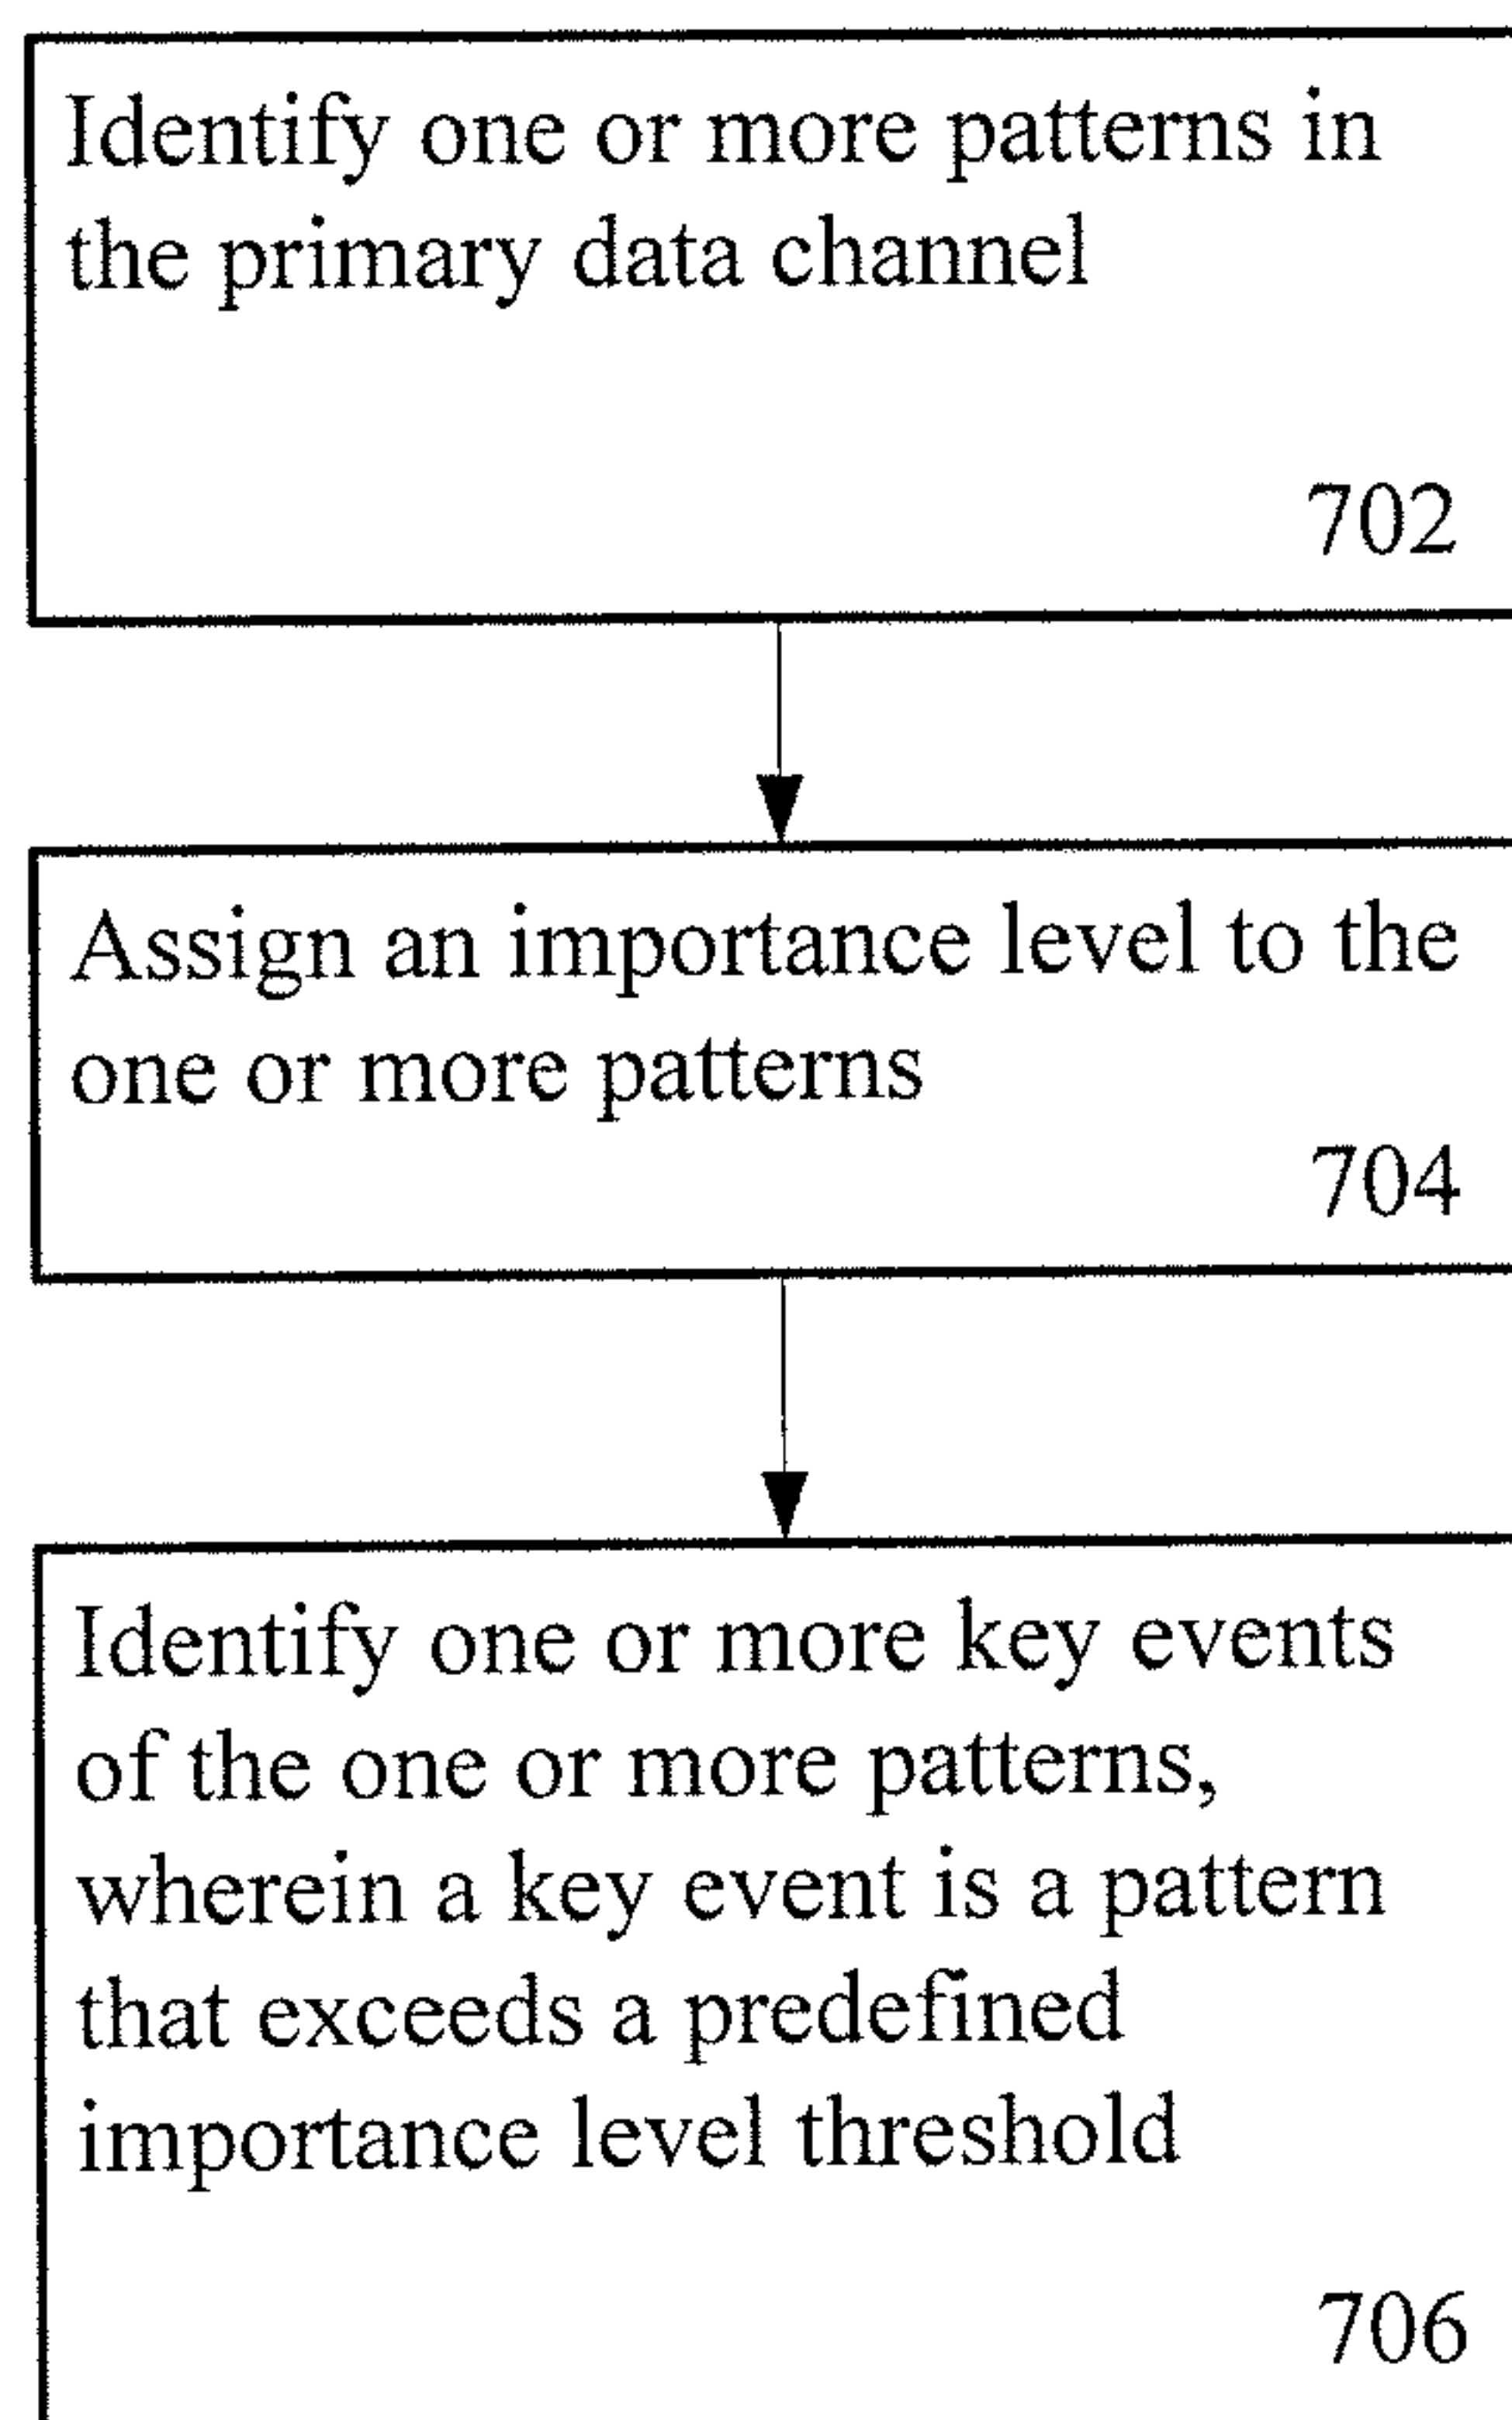 Identify one or more patterns in
the primary data channel
702
Assign an importance level to the
one or more patterns
704
Identify one or more key events
of the one or more patterns,
wherein a key event is a pattern
that exceeds a predefined
importance level threshold
706